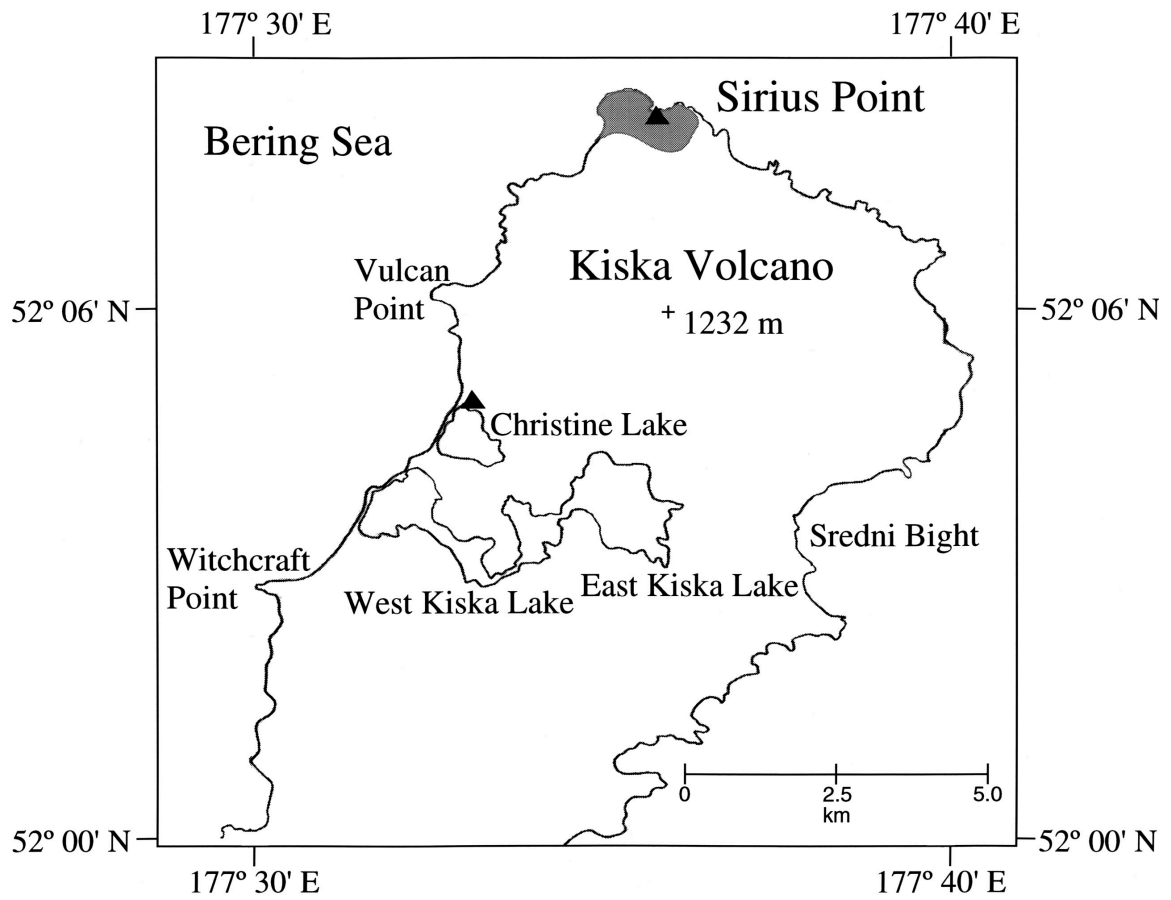 177º 30' E
177º 40' E
Sirius Point
Bering Sea
Kiska Volcano
Vulcan
Point
52º 06' N
+ 1232 m
52º 06' N
Christine Lake
Sredni Bight
Witchcraft
Point
East Kiska Lake
West Kiska Lake
0
2.5
5.0
km
52º 00' N
52º 00' N
177º 30' E
177º 40' E